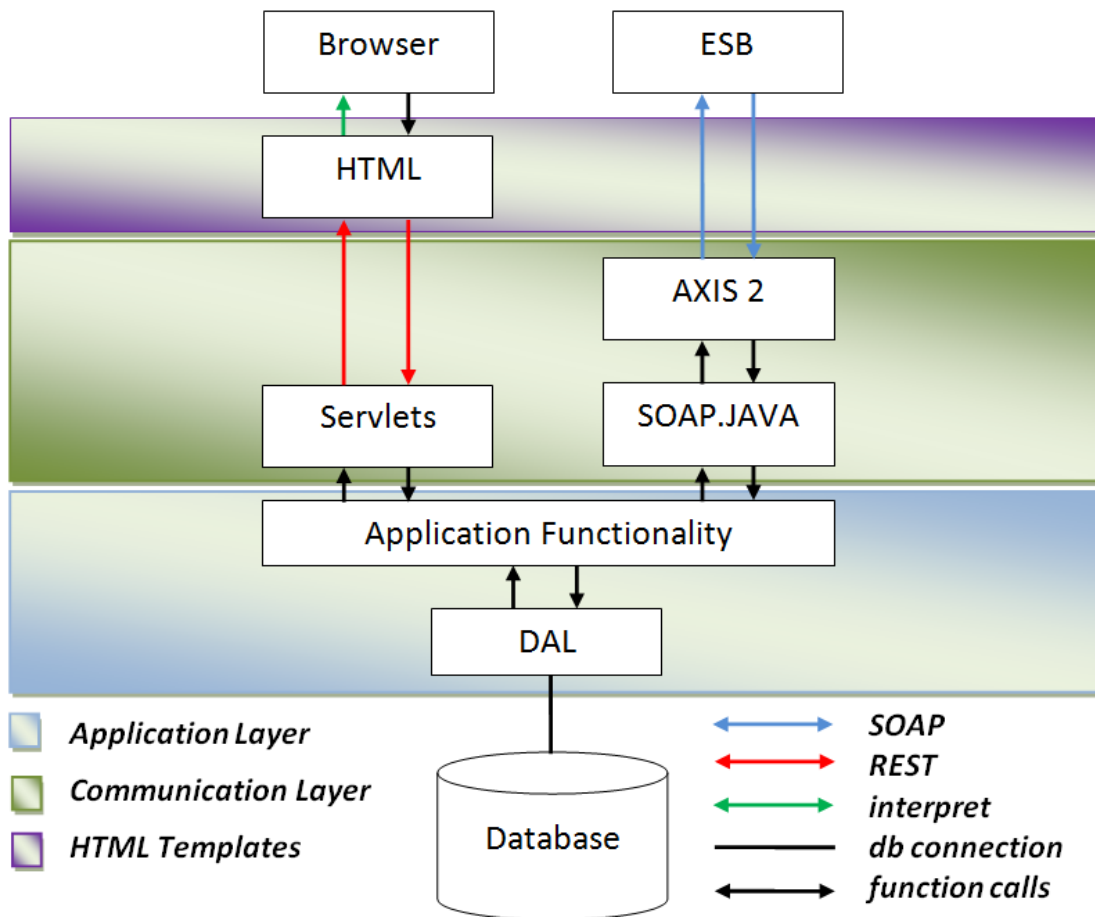 Browser
ESB
HTML
AXIS 2
Servlets
SOAP.JAVA
Application Functionality
DAL
Database
Application Layer
Communication Layer
HTML Templates
SOAP
REST
interpret
db connection
function calls